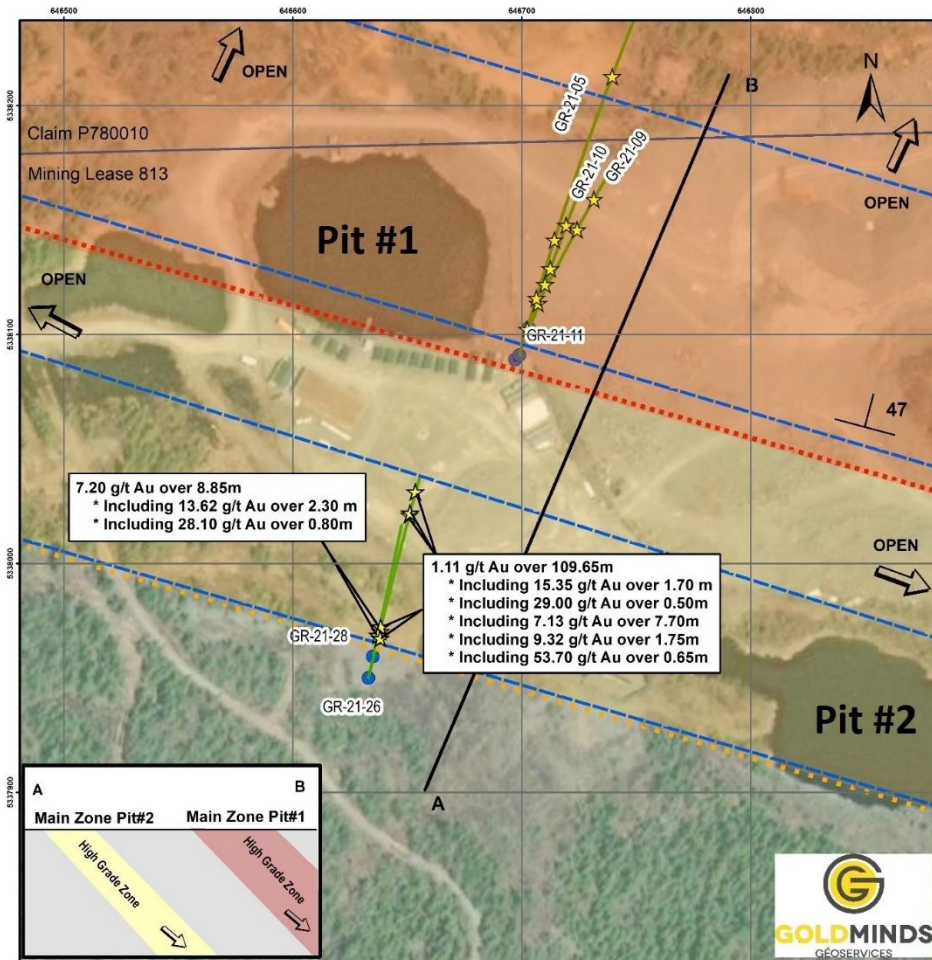 646500
646600
646700
646800
5338200
5338100
5338000
5337900
OPEN
GR-21-05
B
N
Claim P780010
GR-21-10
GR-21-09
Mining Lease 813
OPEN
Pit #1
OPEN
GR-21-11
47
7.20 g/t Au over 8.85m
* Including 13.62 g/t Au over 2.30 m
* Including 28.10 g/t Au over 0.80m
OPEN
1.11 g/t Au over 109.65m
* Including 15.35 g/t Au over 1.70 m
* Including 29.00 g/t Au over 0.50m
* Including 7.13 g/t Au over 7.70m
* Including 9.32 g/t Au over 1.75m
* Including 53.70 g/t Au over 0.65m
GR-21-28
GR-21-26
Pit #2
A
A
B
Main Zone Pit#2
Main Zone Pit#1
High Grade Zone
High Grade Zone
G
GOLDMINDS
GÉOSERVICES